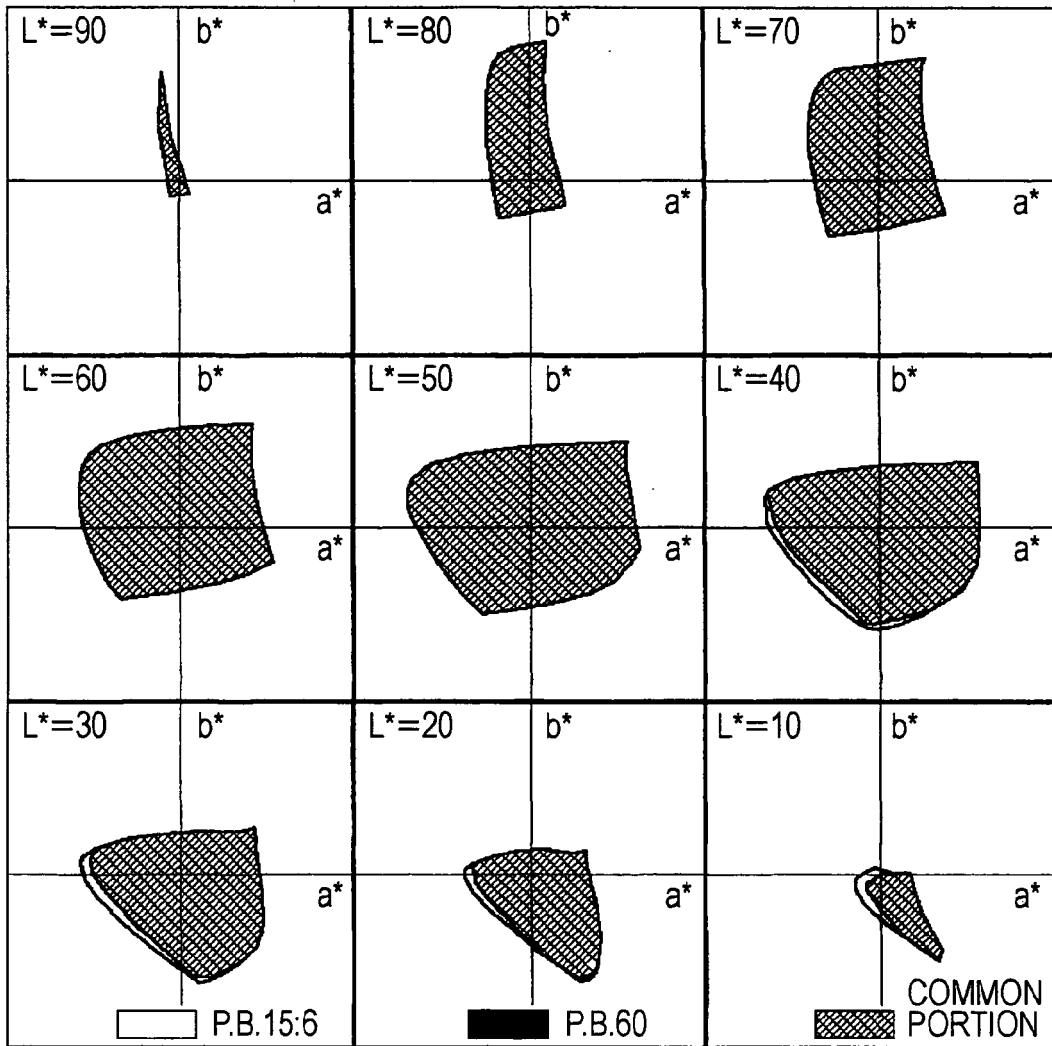 L*=90 b*
a*
L*=80 b*
a*
L*=70 b*
a*
L*=60 b*
a*
L*=50 b*
a*
L*=40 b*
a*
L*=30 b*
a*
L*=20 b*
a*
L*=10 b*
a*
P.B.15:6
P.B.60
COMMON
PORTION